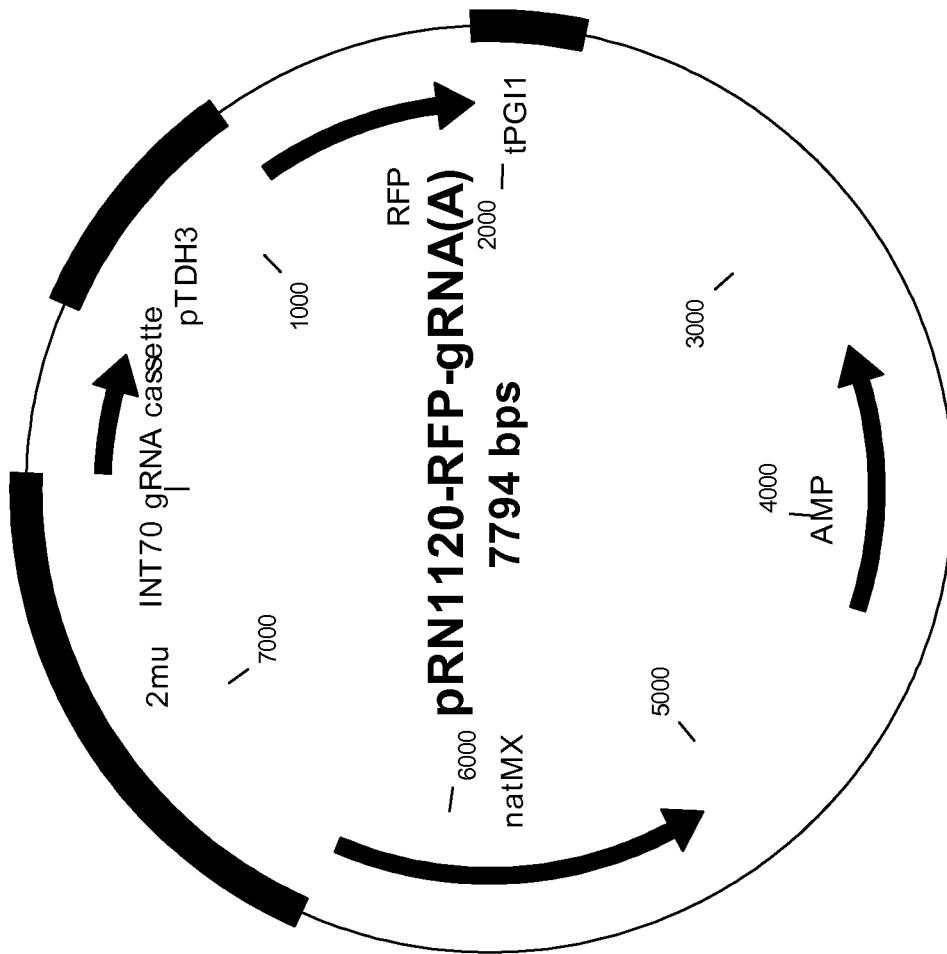 pRN1120-RFP-gRNA(A)
7794 bps
INT70 gRNA cassette
pTDH3
1000
RFP
2000
tPGI1
3000
4000
AMP
5000
natMX
6000
7000
2mu